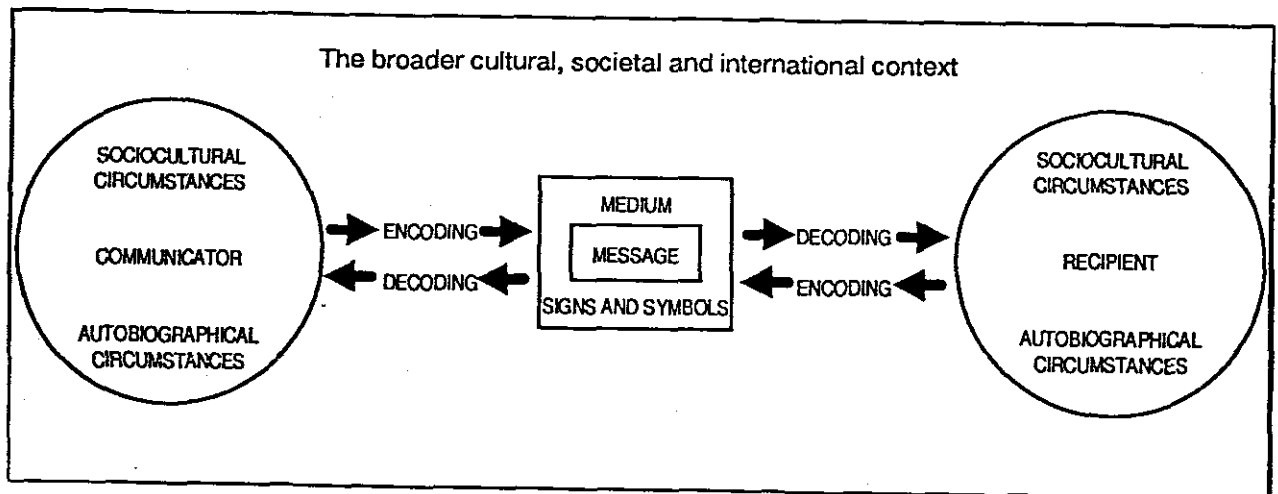 The broader cultural, societal and international context
SOCIOCULTURAL
CIRCUMSTANCES
COMMUNICATOR
AUTOBIOGRAPHICAL
CIRCUMSTANCES
ENCODING
DECODING
MEDIUM
MESSAGE
SIGNS AND SYMBOLS
DECODING
ENCODING
SOCIOCULTURAL
CIRCUMSTANCES
RECIPIENT
AUTOBIOGRAPHICAL
CIRCUMSTANCES